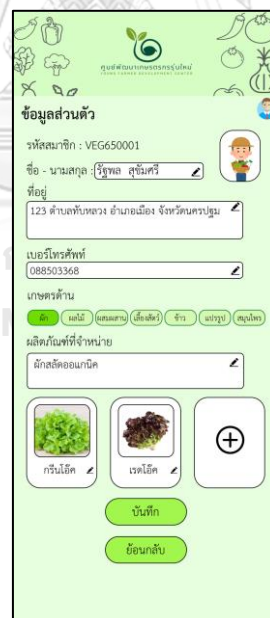 ศูนย์พัฒนาเกษตรกรรุ่นใหม่
YOUNG FARMER DEVELOPMENT CENTER
ข้อมูลส่วนตัว
รหัสสมาชิก : VEG650001
ชื่อ - นามสกุล : รัฐพล สุขัมศรี
ที่อยู่
123 ตำบลทับหลวง อำเภอเมือง จังหวัดนครปฐม
เบอร์โทรศัพท์
088503368
เกษตรด้าน
ผัก ผลไม้ ผสมผสาน เลี้ยงสัตว์ ข้าว แปรรูป สมุนไพร
ผลิตภัณฑ์ที่จำหน่าย
ผักสลัดออแกนิค
กรีนโอ๊ค เรดโอ๊ค
บันทึก
ย้อนกลับ